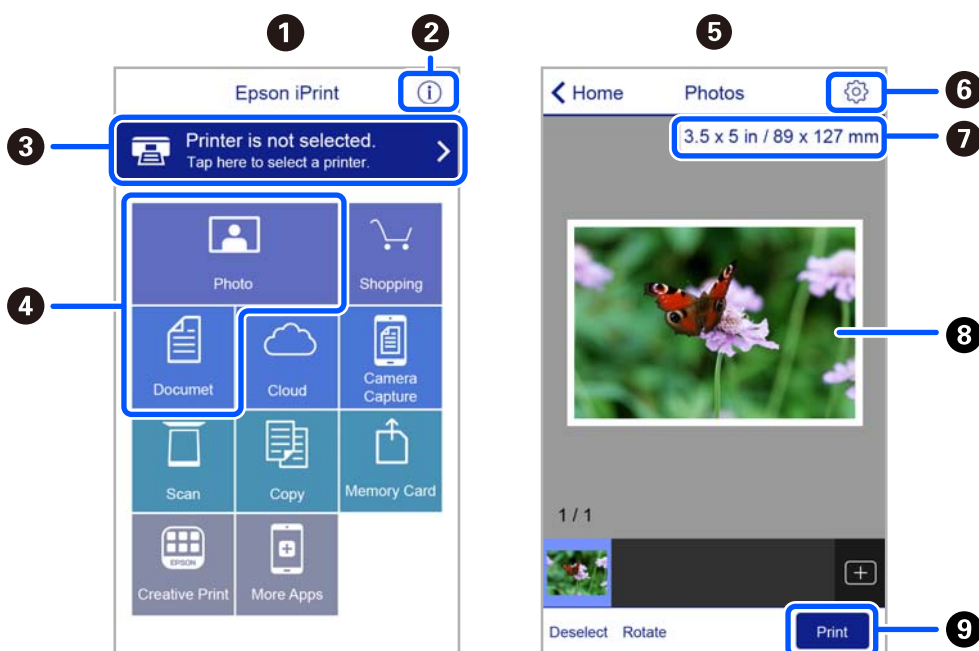 1
2
Epson iPrint
3
Printer is not selected.
Tap here to select a printer.
4
Photo
Shopping
Documet
Cloud
Camera
Capture
Scan
Copy
Memory Card
EPSON
Creative Print
More Apps
5
Home
Photos
6
3.5 x 5 in / 89 x 127 mm
7
8
1 / 1
Deselect
Rotate
Print
9